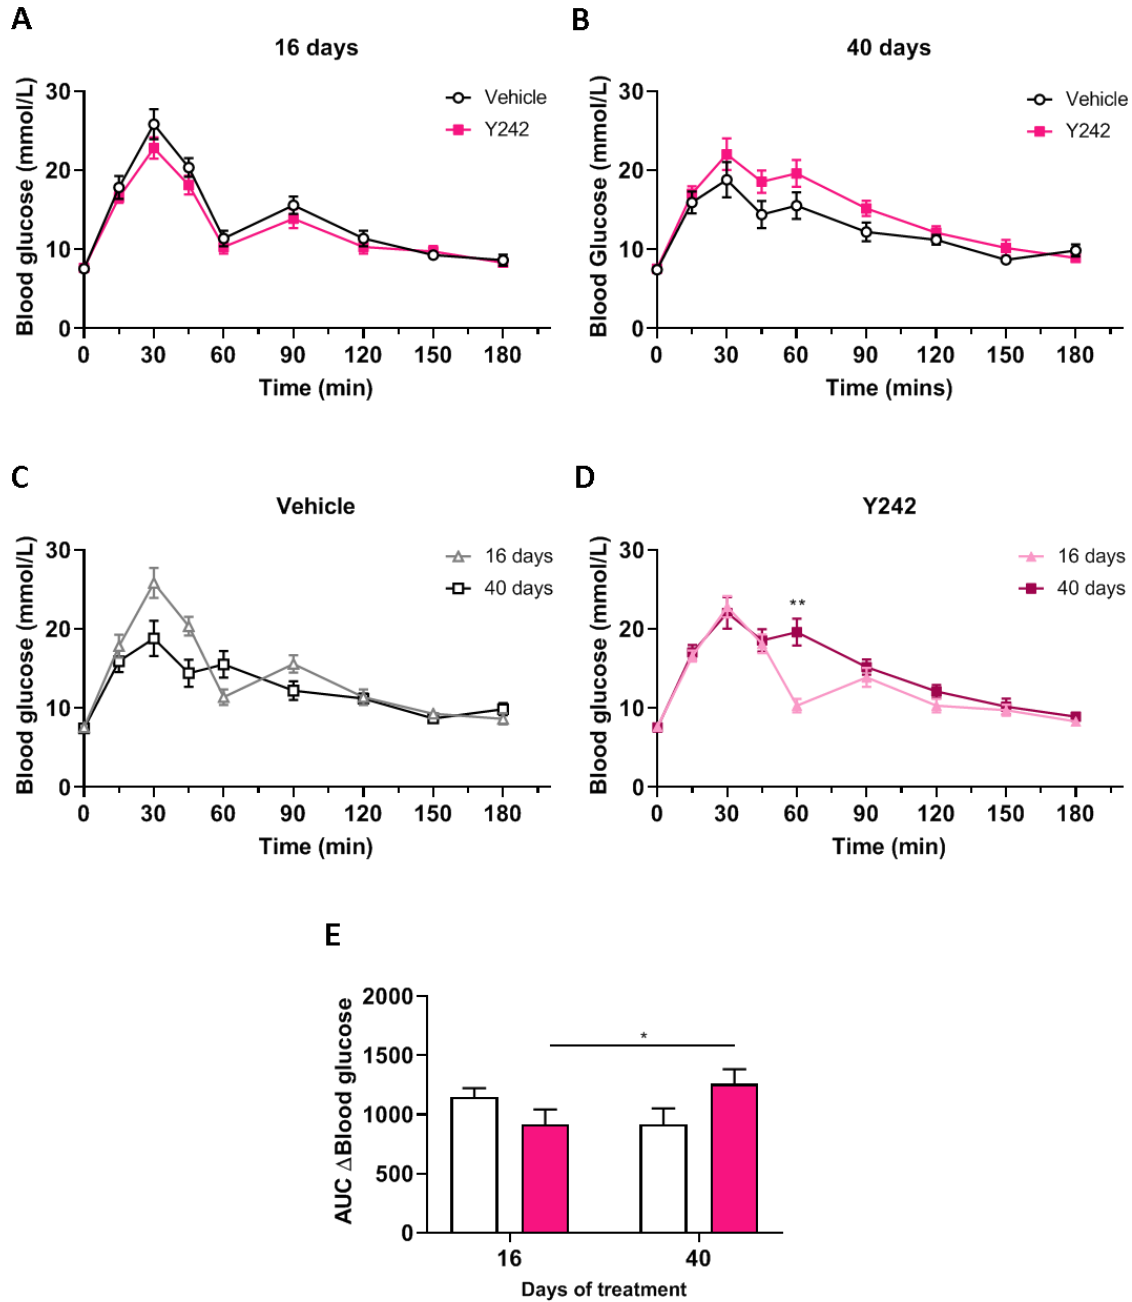 A
16 days
Blood glucose (mmol/L)
30
20
10
0
Vehicle
Y242
0 30 60 90 120 150 180
Time (min)
B
40 days
Blood Glucose (mmol/L)
30
20
10
0
Vehicle
Y242
0 30 60 90 120 150 180
Time (mins)
C
Vehicle
Blood glucose (mmol/L)
30
20
10
0
16 days
40 days
0 30 60 90 120 150 180
Time (min)
D
Y242
Blood glucose (mmol/L)
30
20
10
0
16 days
40 days
**
0 30 60 90 120 150 180
Time (min)
E
AUC ΔBlood glucose
2000
1500
1000
500
0
*
16 40
Days of treatment